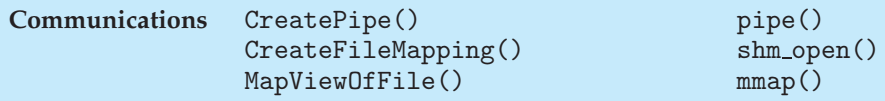 Communications CreatePipe() pipe()
CreateFileMapping() shm_open()
MapViewOfFile() mmap()